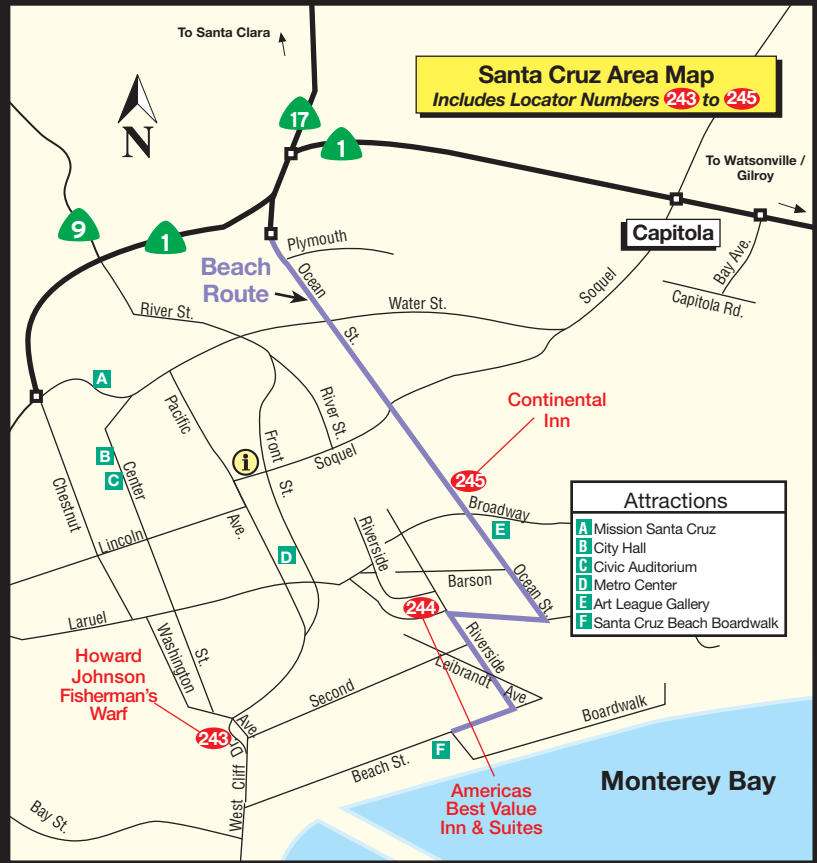 To Santa Clara
Santa Cruz Area Map
Includes Locator Numbers 243 to 245
N
17
1
To Watsonville /
Gilroy
9
1
Capitola
Plymouth
Beach
Route
Ocean
St.
Bay Ave.
Capitola Rd.
Soquel
River St.
Water St.
A
Pacific
Ave.
River St.
Front
St.
Soquel
i
Continental
Inn
245
B
C
Center
St.
Chestnut
Lincoln
Broadway
E
Attractions
A Mission Santa Cruz
B City Hall
C Civic Auditorium
D Metro Center
E Art League Gallery
F Santa Cruz Beach Boardwalk
Riverside
D
Barson
Ocean St.
244
Laruel
Washington
Riverside
Ave.
Leibrandt
Howard
Johnson
Fisherman's
Warf
243
Second
Ave.
Dr
West Cliff
Boardwalk
F
Beach St.
Monterey Bay
Americas
Best Value
Inn & Suites
Bay St.